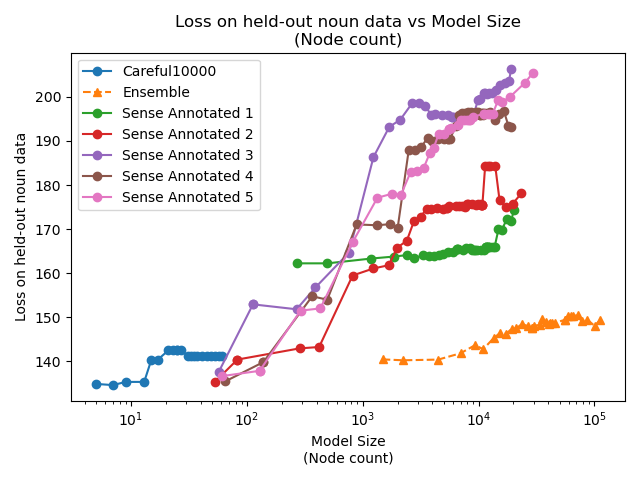 Loss on held-out noun data vs Model Size
(Node count)
Careful10000
Ensemble
Sense Annotated 1
Sense Annotated 2
Sense Annotated 3
Sense Annotated 4
Sense Annotated 5
Loss on held-out noun data
200
190
180
170
160
150
140
10¹
10²
10³
10⁴
10⁵
Model Size
(Node count)